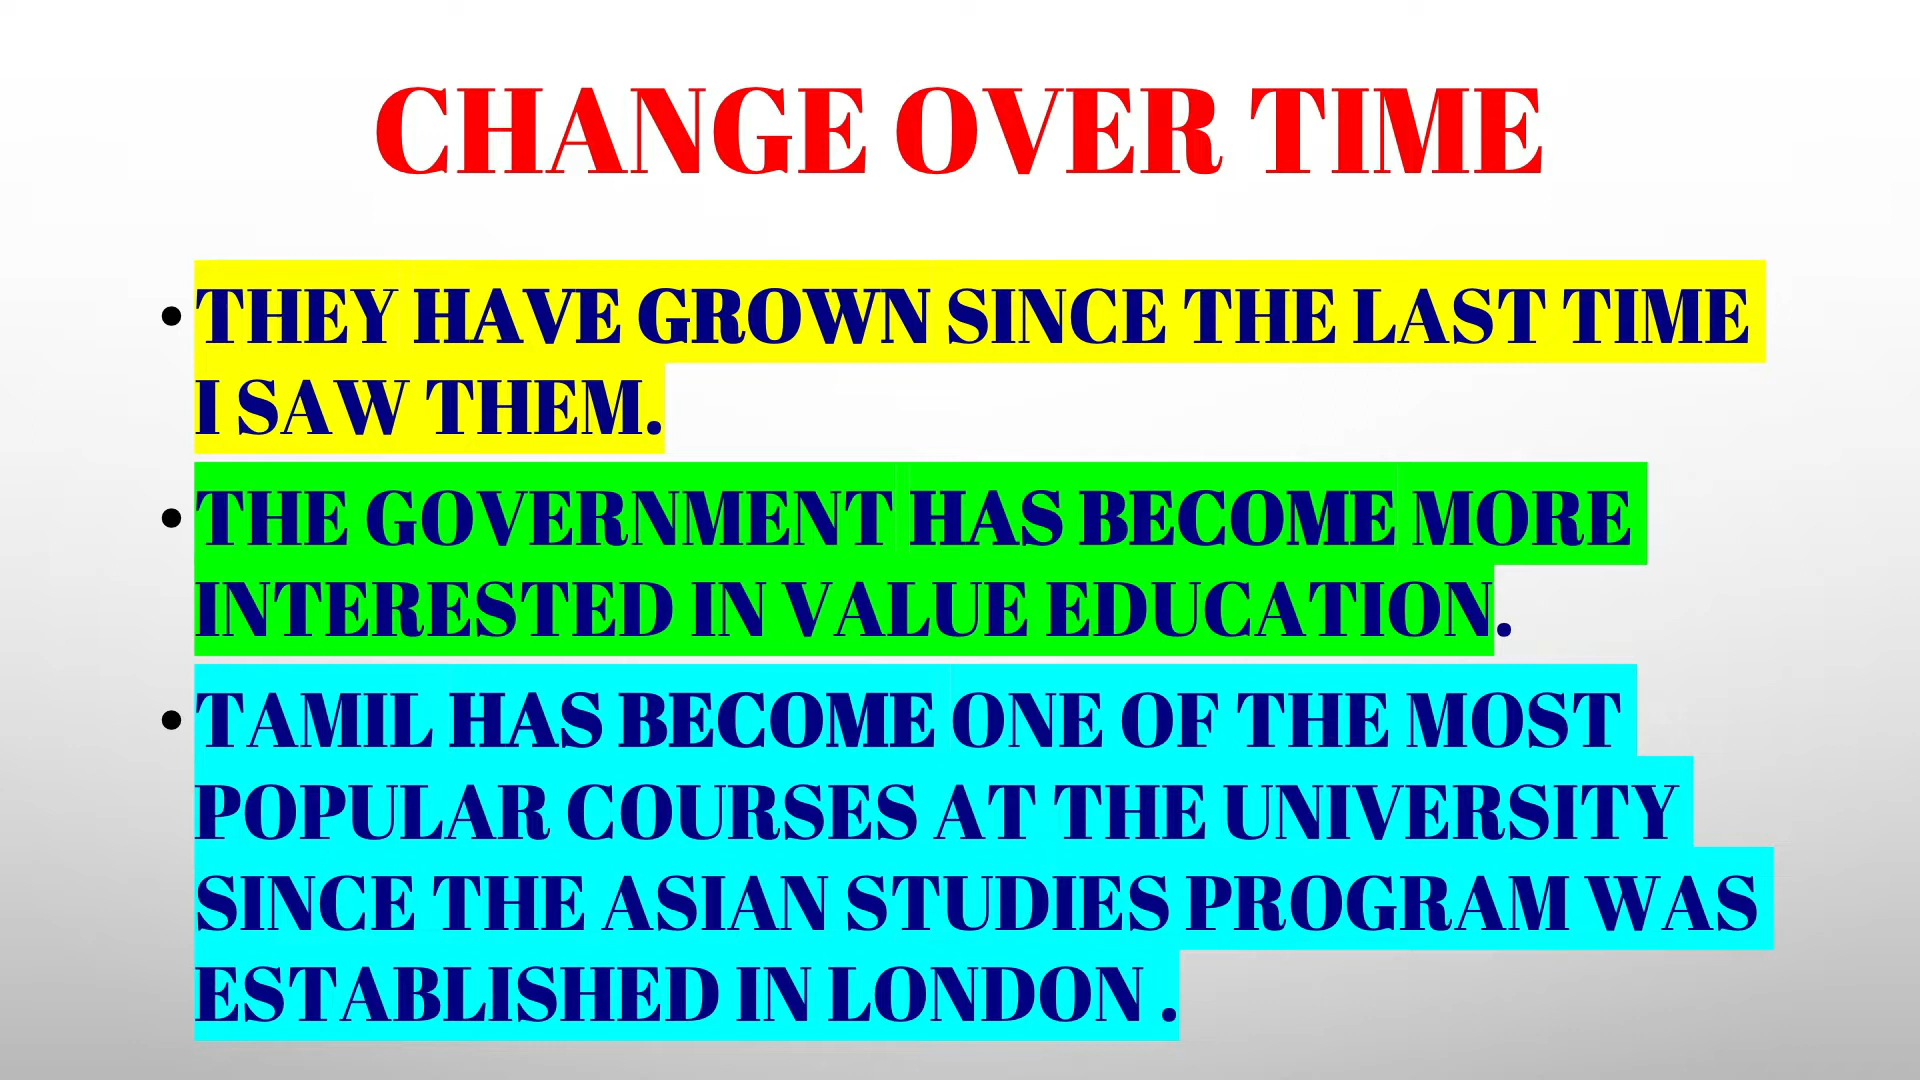 CHANGE OVER TIME
• THEY HAVE GROWN SINCE THE LAST TIME
I SAW THEM.
• THE GOVERNMENT HAS BECOME MORE
INTERESTED IN VALUE EDUCATION.
• TAMIL HAS BECOME ONE OF THE MOST
POPULAR COURSES AT THE UNIVERSITY
SINCE THE ASIAN STUDIES PROGRAM WAS
ESTABLISHED IN LONDON .